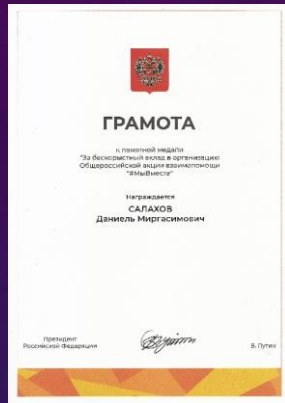 ГРАМОТА
к памятной медали
"За бескорыстный вклад в организацию
Общероссийской акции взаимопомощи
"#МыВместе"
Награждается
САЛАХОВ
Даниель Миргасимович
Президент
Российской Федерации
В. Путин